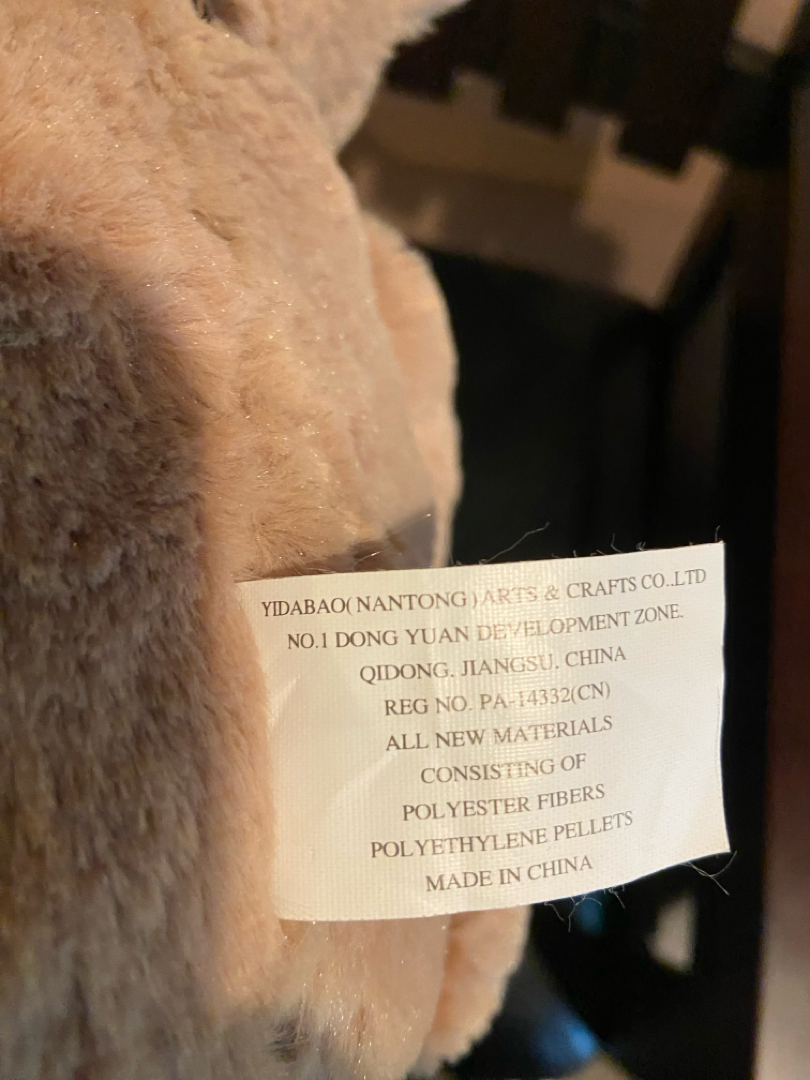 YIDABAO(NANTONG)ARTS & CRAFTS CO..LTD
NO.1 DONG YUAN DEVELOPMENT ZONE.
QIDONG. JIANGSU. CHINA
REG NO. PA-14332(CN)
ALL NEW MATERIALS
CONSISTING OF
POLYESTER FIBERS
POLYETHYLENE PELLETS
MADE IN CHINA